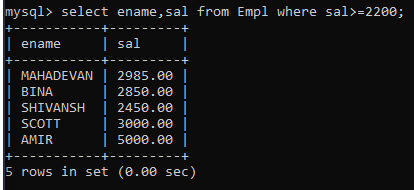 mysql> select ename,sal from Empl where sal>=2200;
+-----------+---------+
| ename     | sal     |
+-----------+---------+
| MAHADEVAN | 2985.00 |
| BINA      | 2850.00 |
| SHIVANSH  | 2450.00 |
| SCOTT     | 3000.00 |
| AMIR      | 5000.00 |
+-----------+---------+
5 rows in set (0.00 sec)